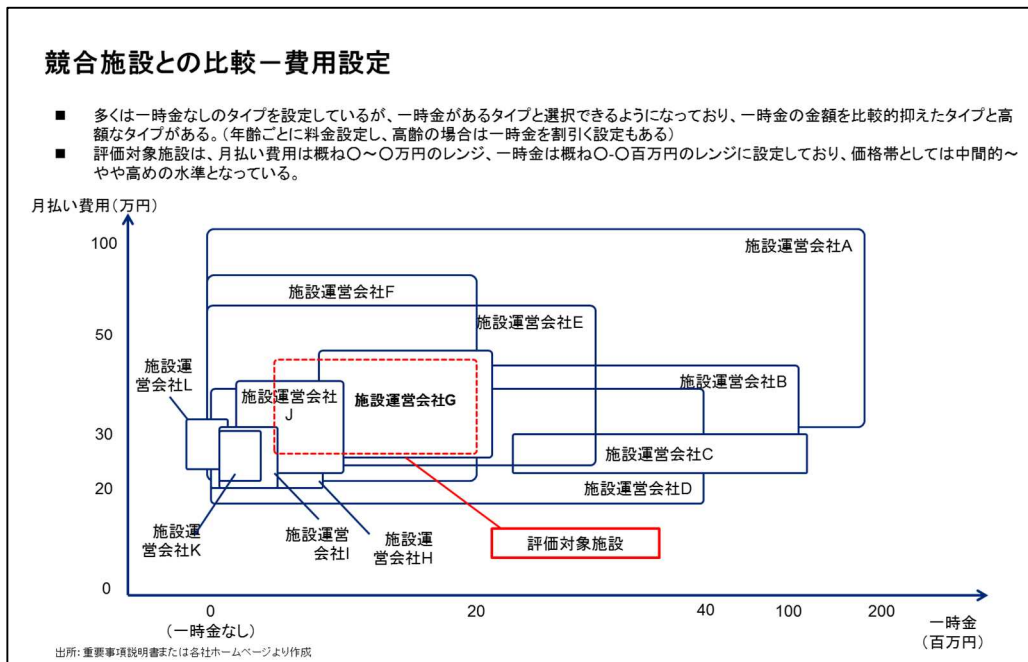 競合施設との比較－費用設定
■ 多くは一時金なしのタイプを設定しているが、一時金があるタイプと選択できるようになっており、一時金の金額を比較的抑えたタイプと高
額なタイプがある。（年齢ごとに料金設定し、高齢の場合は一時金を割引く設定もある）
■ 評価対象施設は、月払い費用は概ね〇～〇万円のレンジ、一時金は概ね〇-〇百万円のレンジに設定しており、価格帯としては中間的～
やや高めの水準となっている。
月払い費用（万円）
100
施設運営会社A
施設運営会社F
50
施設運営会社E
施設運
営会社L
施設運営会社B
施設運営会社
J
施設運営会社G
30
施設運営会社C
20
施設運営会社D
施設運
営会社K
施設運営
会社I
施設運
営会社H
評価対象施設
0
0
（一時金なし）
20
40
100
200
一時金
（百万円）
出所：重要事項説明書または各社ホームページより作成